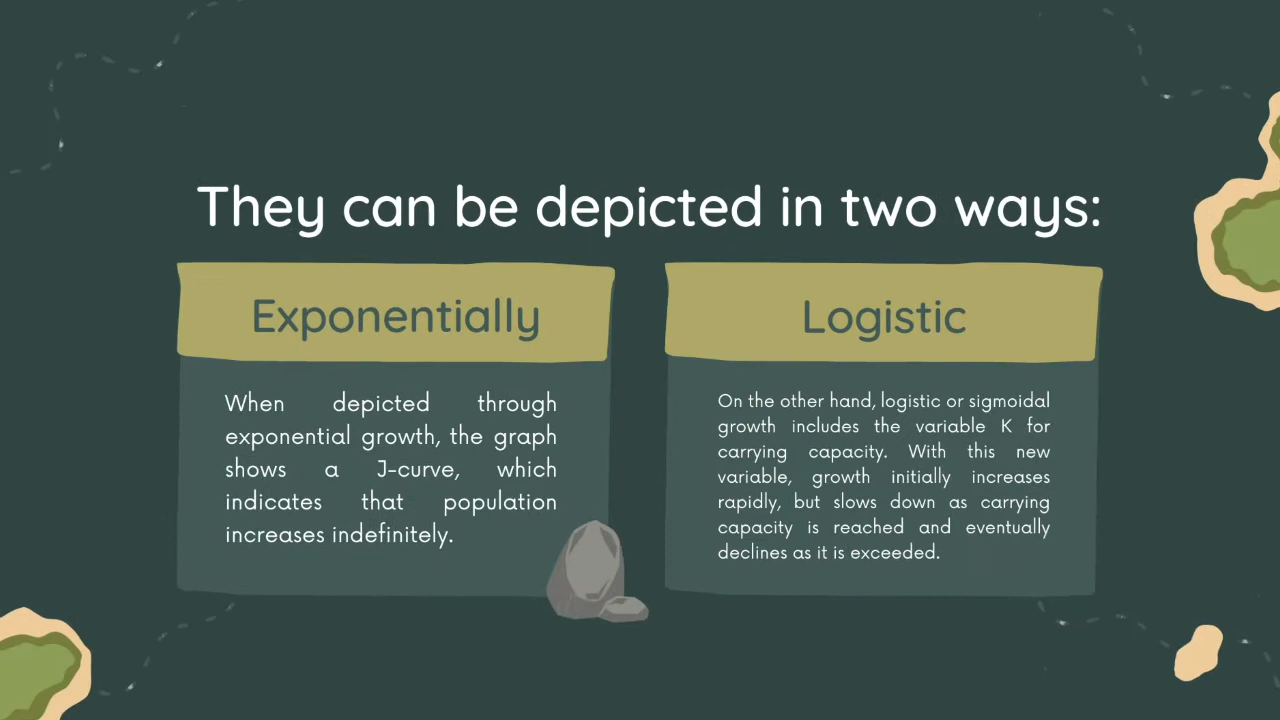 They can be depicted in two ways:
Exponentially
When depicted through
exponential growth, the graph
shows a J-curve, which
indicates that population
increases indefinitely.
Logistic
On the other hand, logistic or sigmoidal
growth includes the variable K for
carrying capacity. With this new
variable, growth initially increases
rapidly, but slows down as carrying
capacity is reached and eventually
declines as it is exceeded.